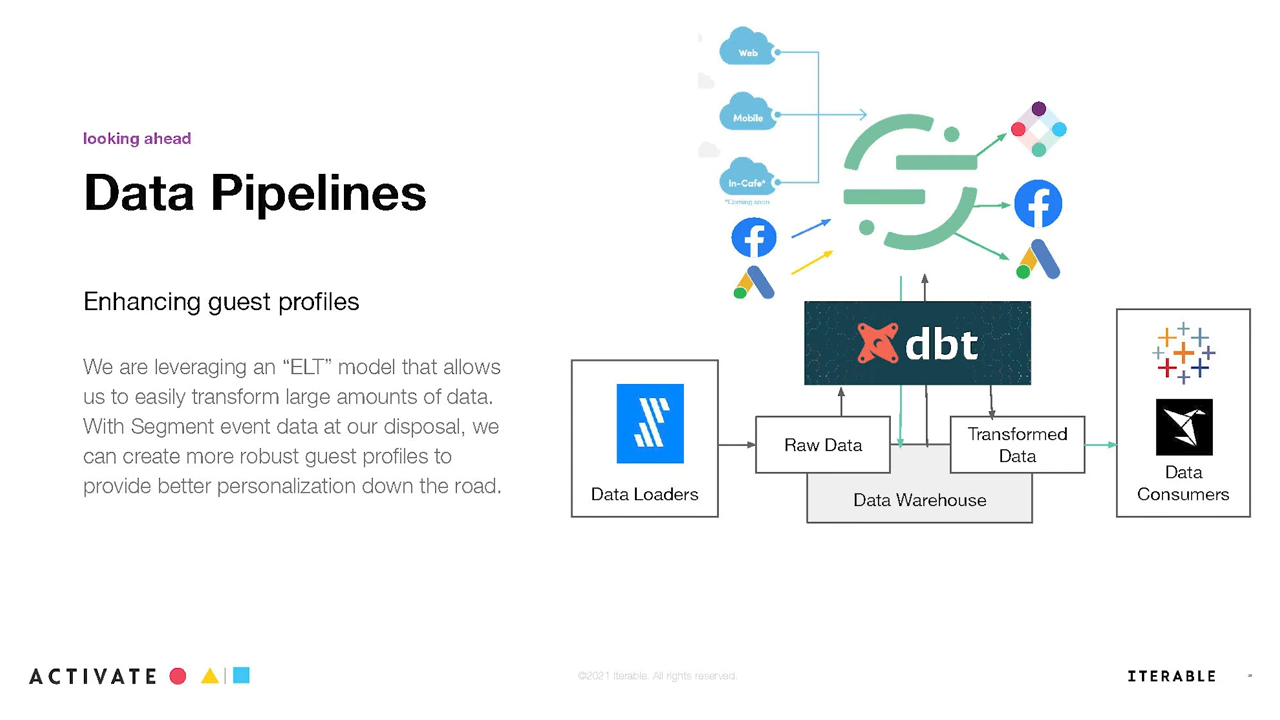 looking ahead
Data Pipelines
Enhancing guest profiles
We are leveraging an “ELT” model that allows
us to easily transform large amounts of data.
With Segment event data at our disposal, we
can create more robust guest profiles to
provide better personalization down the road.
Web
Mobile
In-Cafe*
*Coming soon
dbt
Data Loaders
Raw Data
Transformed
Data
Data Warehouse
Data
Consumers
ACTIVATE
©2021 Iterable. All rights reserved.
ITERABLE